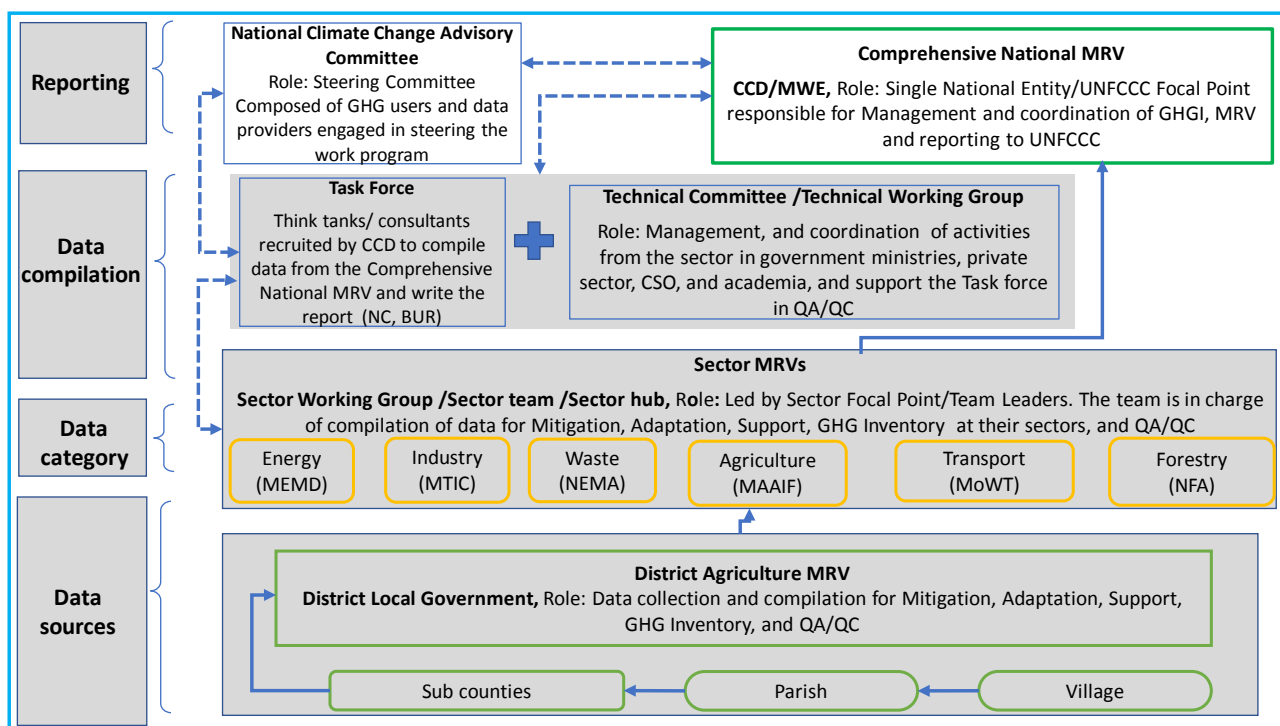 Reporting
National Climate Change Advisory
Committee
Role: Steering Committee
Composed of GHG users and data
providers engaged in steering the
work program
Comprehensive National MRV
CCD/MWE, Role: Single National Entity/UNFCCC Focal Point
responsible for Management and coordination of GHGI, MRV
and reporting to UNFCCC
Data
compilation
Task Force
Think tanks/ consultants
recruited by CCD to compile
data from the Comprehensive
National MRV and write the
report (NC, BUR)
Technical Committee /Technical Working Group
Role: Management, and coordination of activities
from the sector in government ministries, private
sector, CSO, and academia, and support the Task force
in QA/QC
Data
category
Sector MRVs
Sector Working Group /Sector team /Sector hub, Role: Led by Sector Focal Point/Team Leaders. The team is in charge
of compilation of data for Mitigation, Adaptation, Support, GHG Inventory at their sectors, and QA/QC
Energy
(MEMD)
Industry
(MTIC)
Waste
(NEMA)
Agriculture
(MAAIF)
Transport
(MoWT)
Forestry
(NFA)
Data
sources
District Agriculture MRV
District Local Government, Role: Data collection and compilation for Mitigation, Adaptation, Support,
GHG Inventory, and QA/QC
Sub counties
Parish
Village